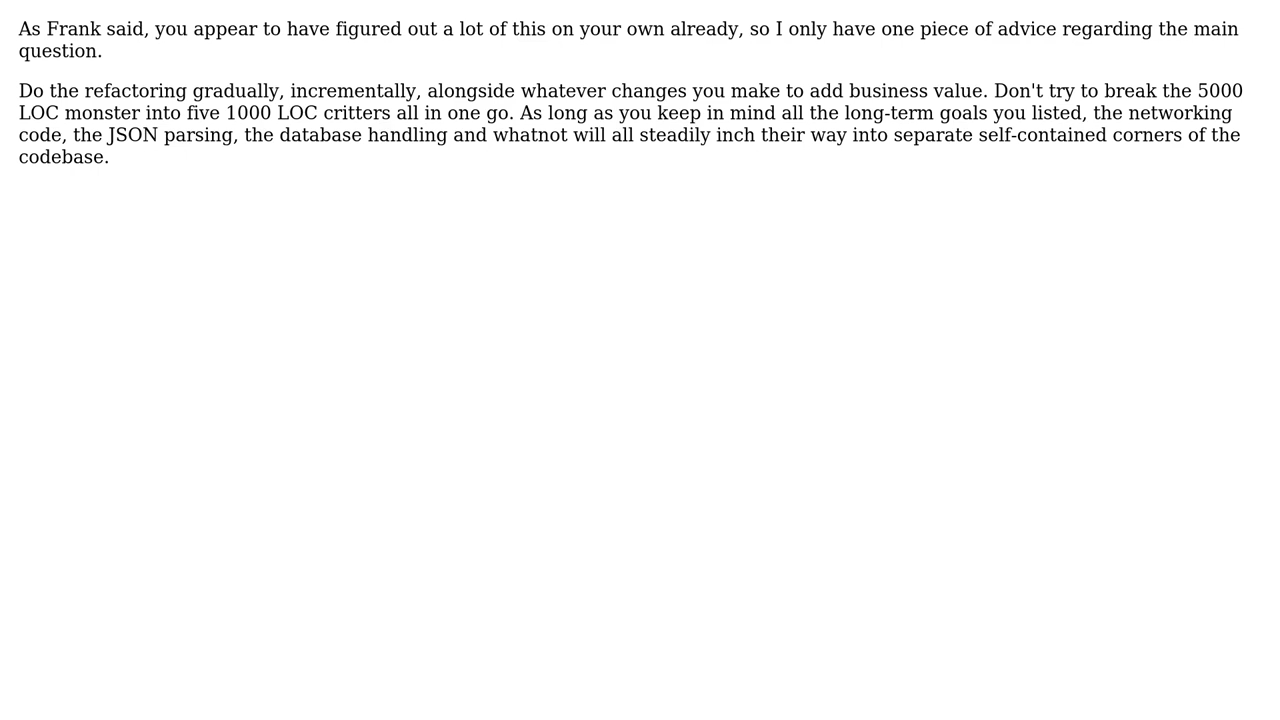 As Frank said, you appear to have figured out a lot of this on your own already, so I only have one piece of advice regarding the main
question.
Do the refactoring gradually, incrementally, alongside whatever changes you make to add business value. Don't try to break the 5000
LOC monster into five 1000 LOC critters all in one go. As long as you keep in mind all the long-term goals you listed, the networking
code, the JSON parsing, the database handling and whatnot will all steadily inch their way into separate self-contained corners of the
codebase.